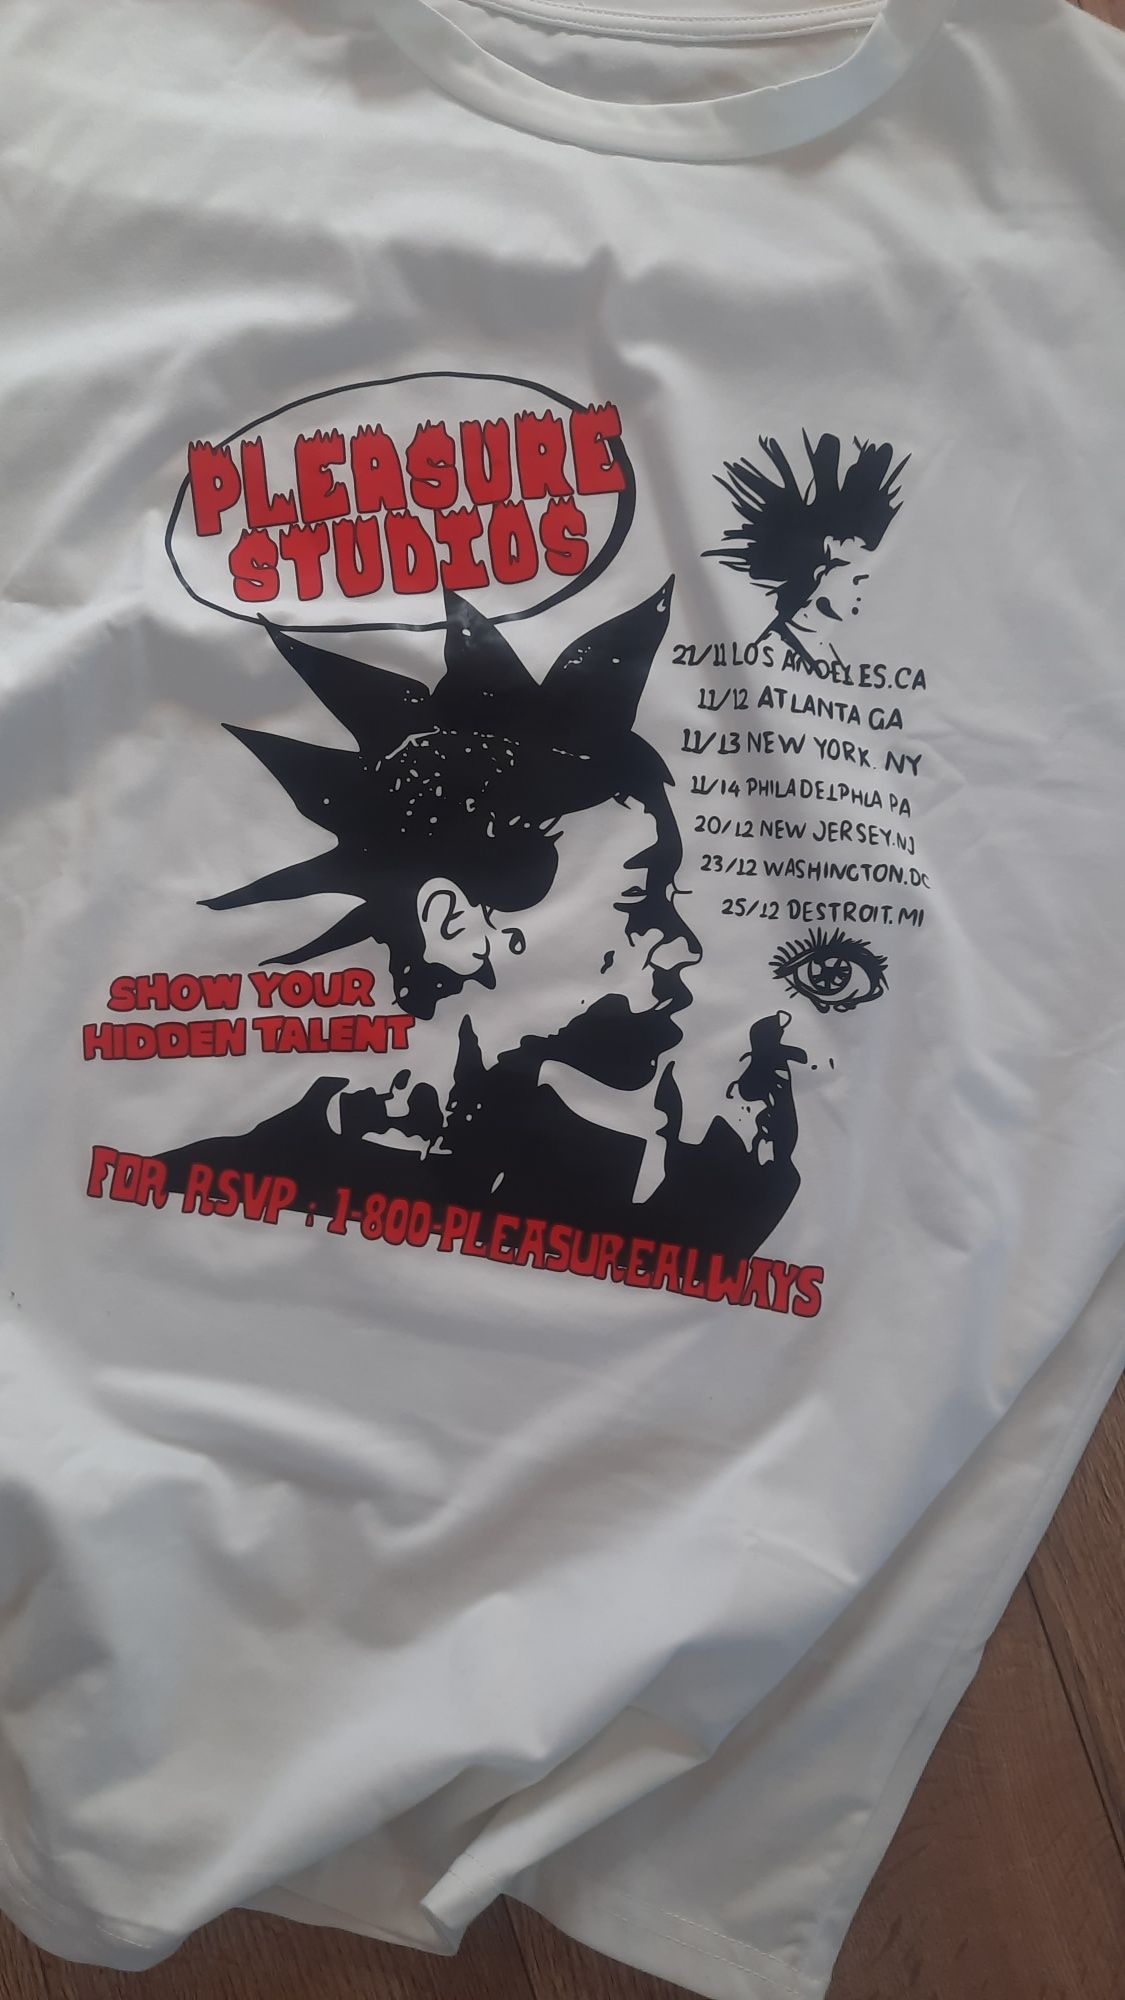 PLEASURE
STUDIOS
21/11 LOS ANGELES.CA
11/12 ATLANTA GA
11/13 NEW YORK. NY
11/14 PHILADELPHIA PA
20/12 NEW JERSEY.NJ
23/12 WASHINGTON.DC
25/12 DESTROIT.MI
SHOW YOUR
HIDDEN TALENT
FOR RSVP : 1-800-PLEASUREALWAYS